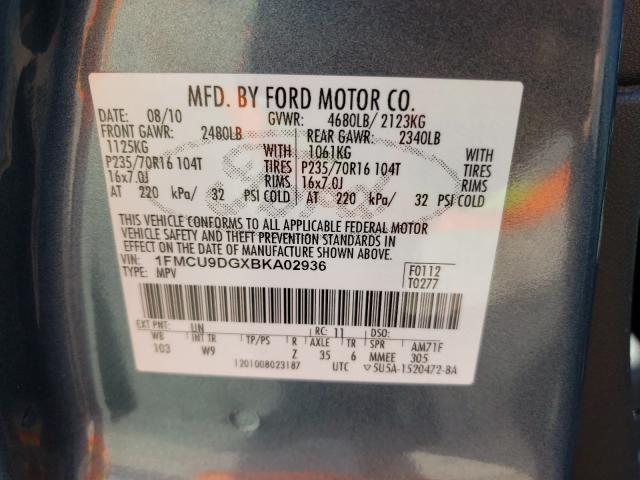 MFD. BY FORD MOTOR CO.
DATE: 08/10 GVWR: 4680LB/ 2123KG
FRONT GAWR: 2480LB REAR GAWR: 2340LB
1125KG WITH 1061KG WITH
P235/70R16 104T TIRES P235/70R16 104T TIRES
16x7.0J RIMS 16x7.0J RIMS
AT 220 kPa/ 32 PSI COLD AT 220 kPa/ 32 PSI COLD
THIS VEHICLE CONFORMS TO ALL APPLICABLE FEDERAL MOTOR
VEHICLE SAFETY AND THEFT PREVENTION STANDARDS IN
EFFECT ON THE DATE OF MANUFACTURE SHOWN ABOVE.
VIN: 1FMCU9DGXBKA02936 F0112
TYPE: MPV T0277
EXT PNT: UN RC: 11 DSO:
WB INT TR TP/PS R AXLE TR SPR AM71F
103 W9 Z 35 6 MMEE 305
1201008023187 UTC ▽5U5A-1520472-BA